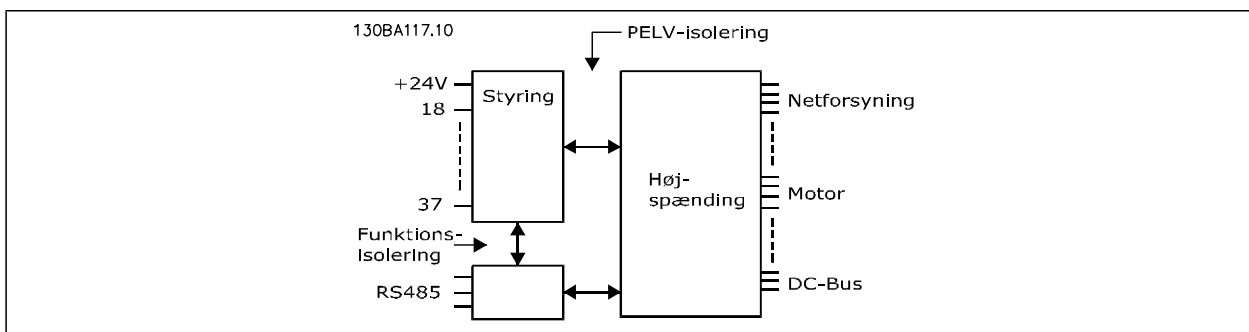 130BA117.10
PELV-isolering
+24V
Styring
18
37
Netforsyning
Høj-
spænding
Motor
Funktions-
isolering
RS485
DC-Bus